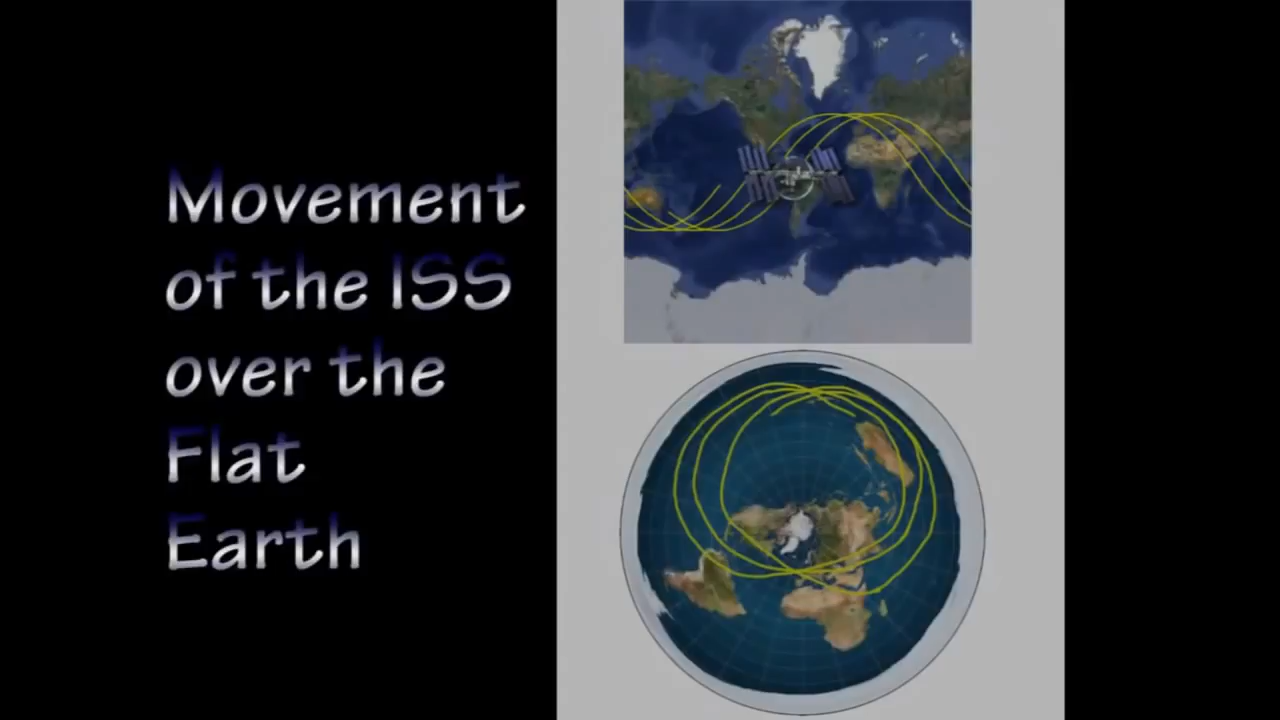 Movement
of the ISS
over the
Flat
Earth